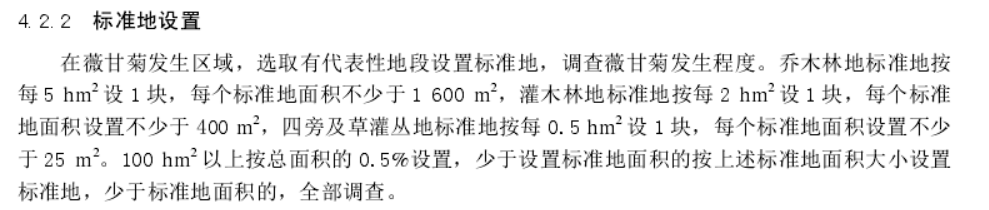 4.2.2 标准地设置
在薇甘菊发生区域，选取有代表性地段设置标准地，调查薇甘菊发生程度。乔木林地标准地按
每 5 hm² 设 1 块，每个标准地面积不少于 1 600 m²，灌木林地标准地按每 2 hm² 设 1 块，每个标准
地面积设置不少于 400 m²，四旁及草灌丛地标准地按每 0.5 hm² 设 1 块，每个标准地面积设置不少
于 25 m²。100 hm² 以上按总面积的 0.5%设置，少于设置标准地面积的按上述标准地面积大小设置
标准地，少于标准地面积的，全部调查。